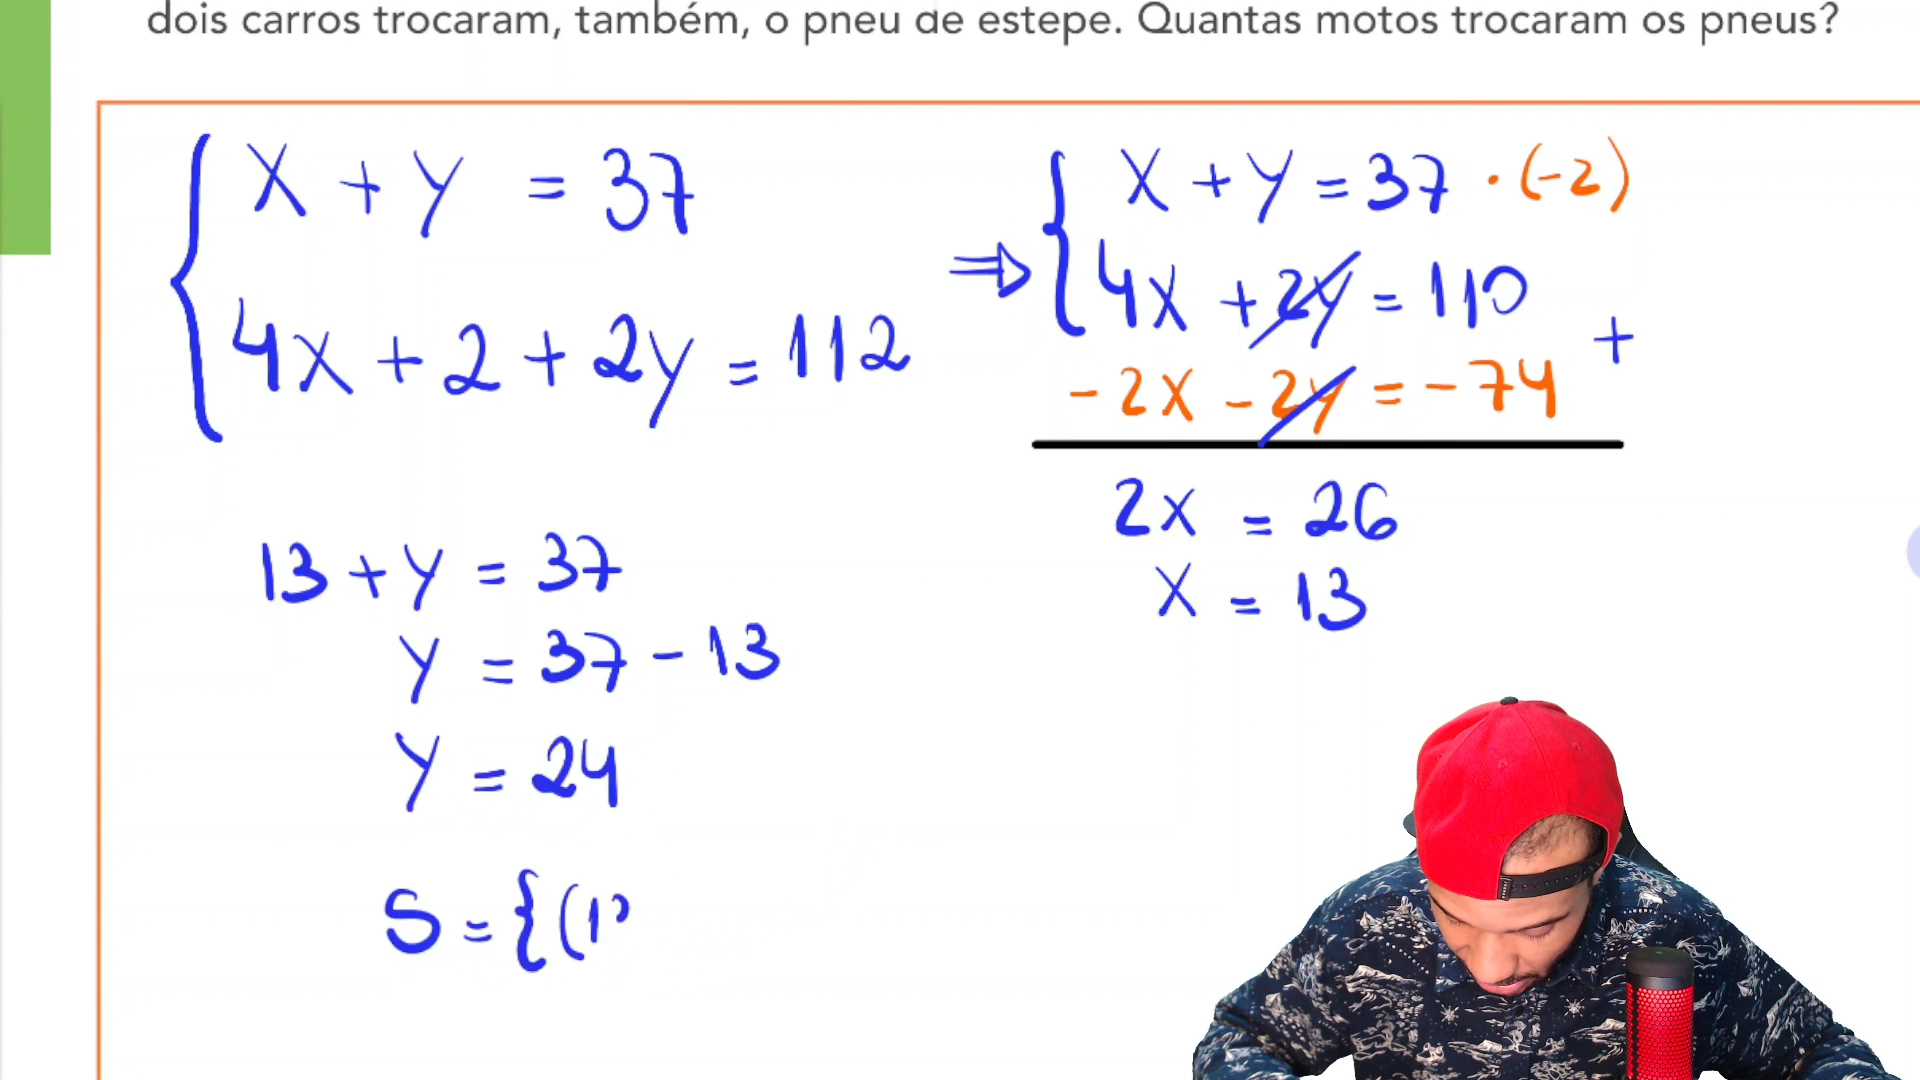 dois carros trocaram, também, o pneu de estepe. Quantas motos trocaram os pneus?
X + Y = 37
4X + 2 + 2Y = 112
⇒
X + Y = 37 · (-2)
4X + 2Y = 110
+
- 2X - 2Y = - 74
2X = 26
X = 13
13 + Y = 37
Y = 37 - 13
Y = 24
S = {(1